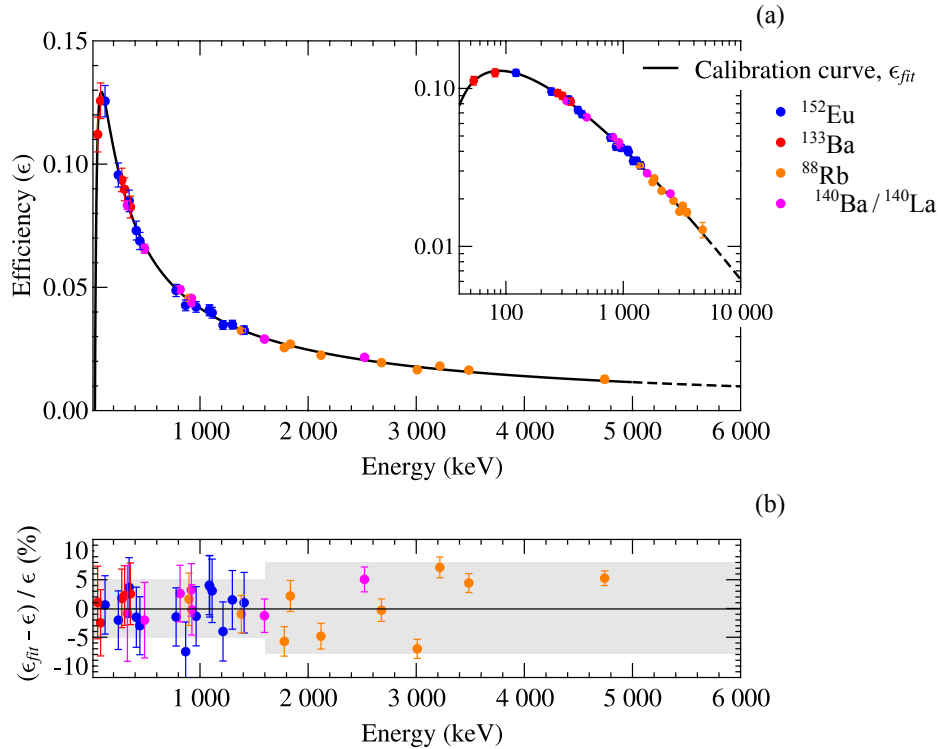 (a)
0.15
0.10
0.05
0.00
Efficiency (ϵ)
1 000 2 000 3 000 4 000 5 000 6 000
Energy (keV)
0.10
0.01
100 1 000 10 000
Calibration curve, ϵfit
¹⁵²Eu
¹³³Ba
⁸⁸Rb
¹⁴⁰Ba / ¹⁴⁰La
(b)
10
5
0
-5
-10
((ϵfit - ϵ) / ϵ (%)
1 000 2 000 3 000 4 000 5 000 6 000
Energy (keV)